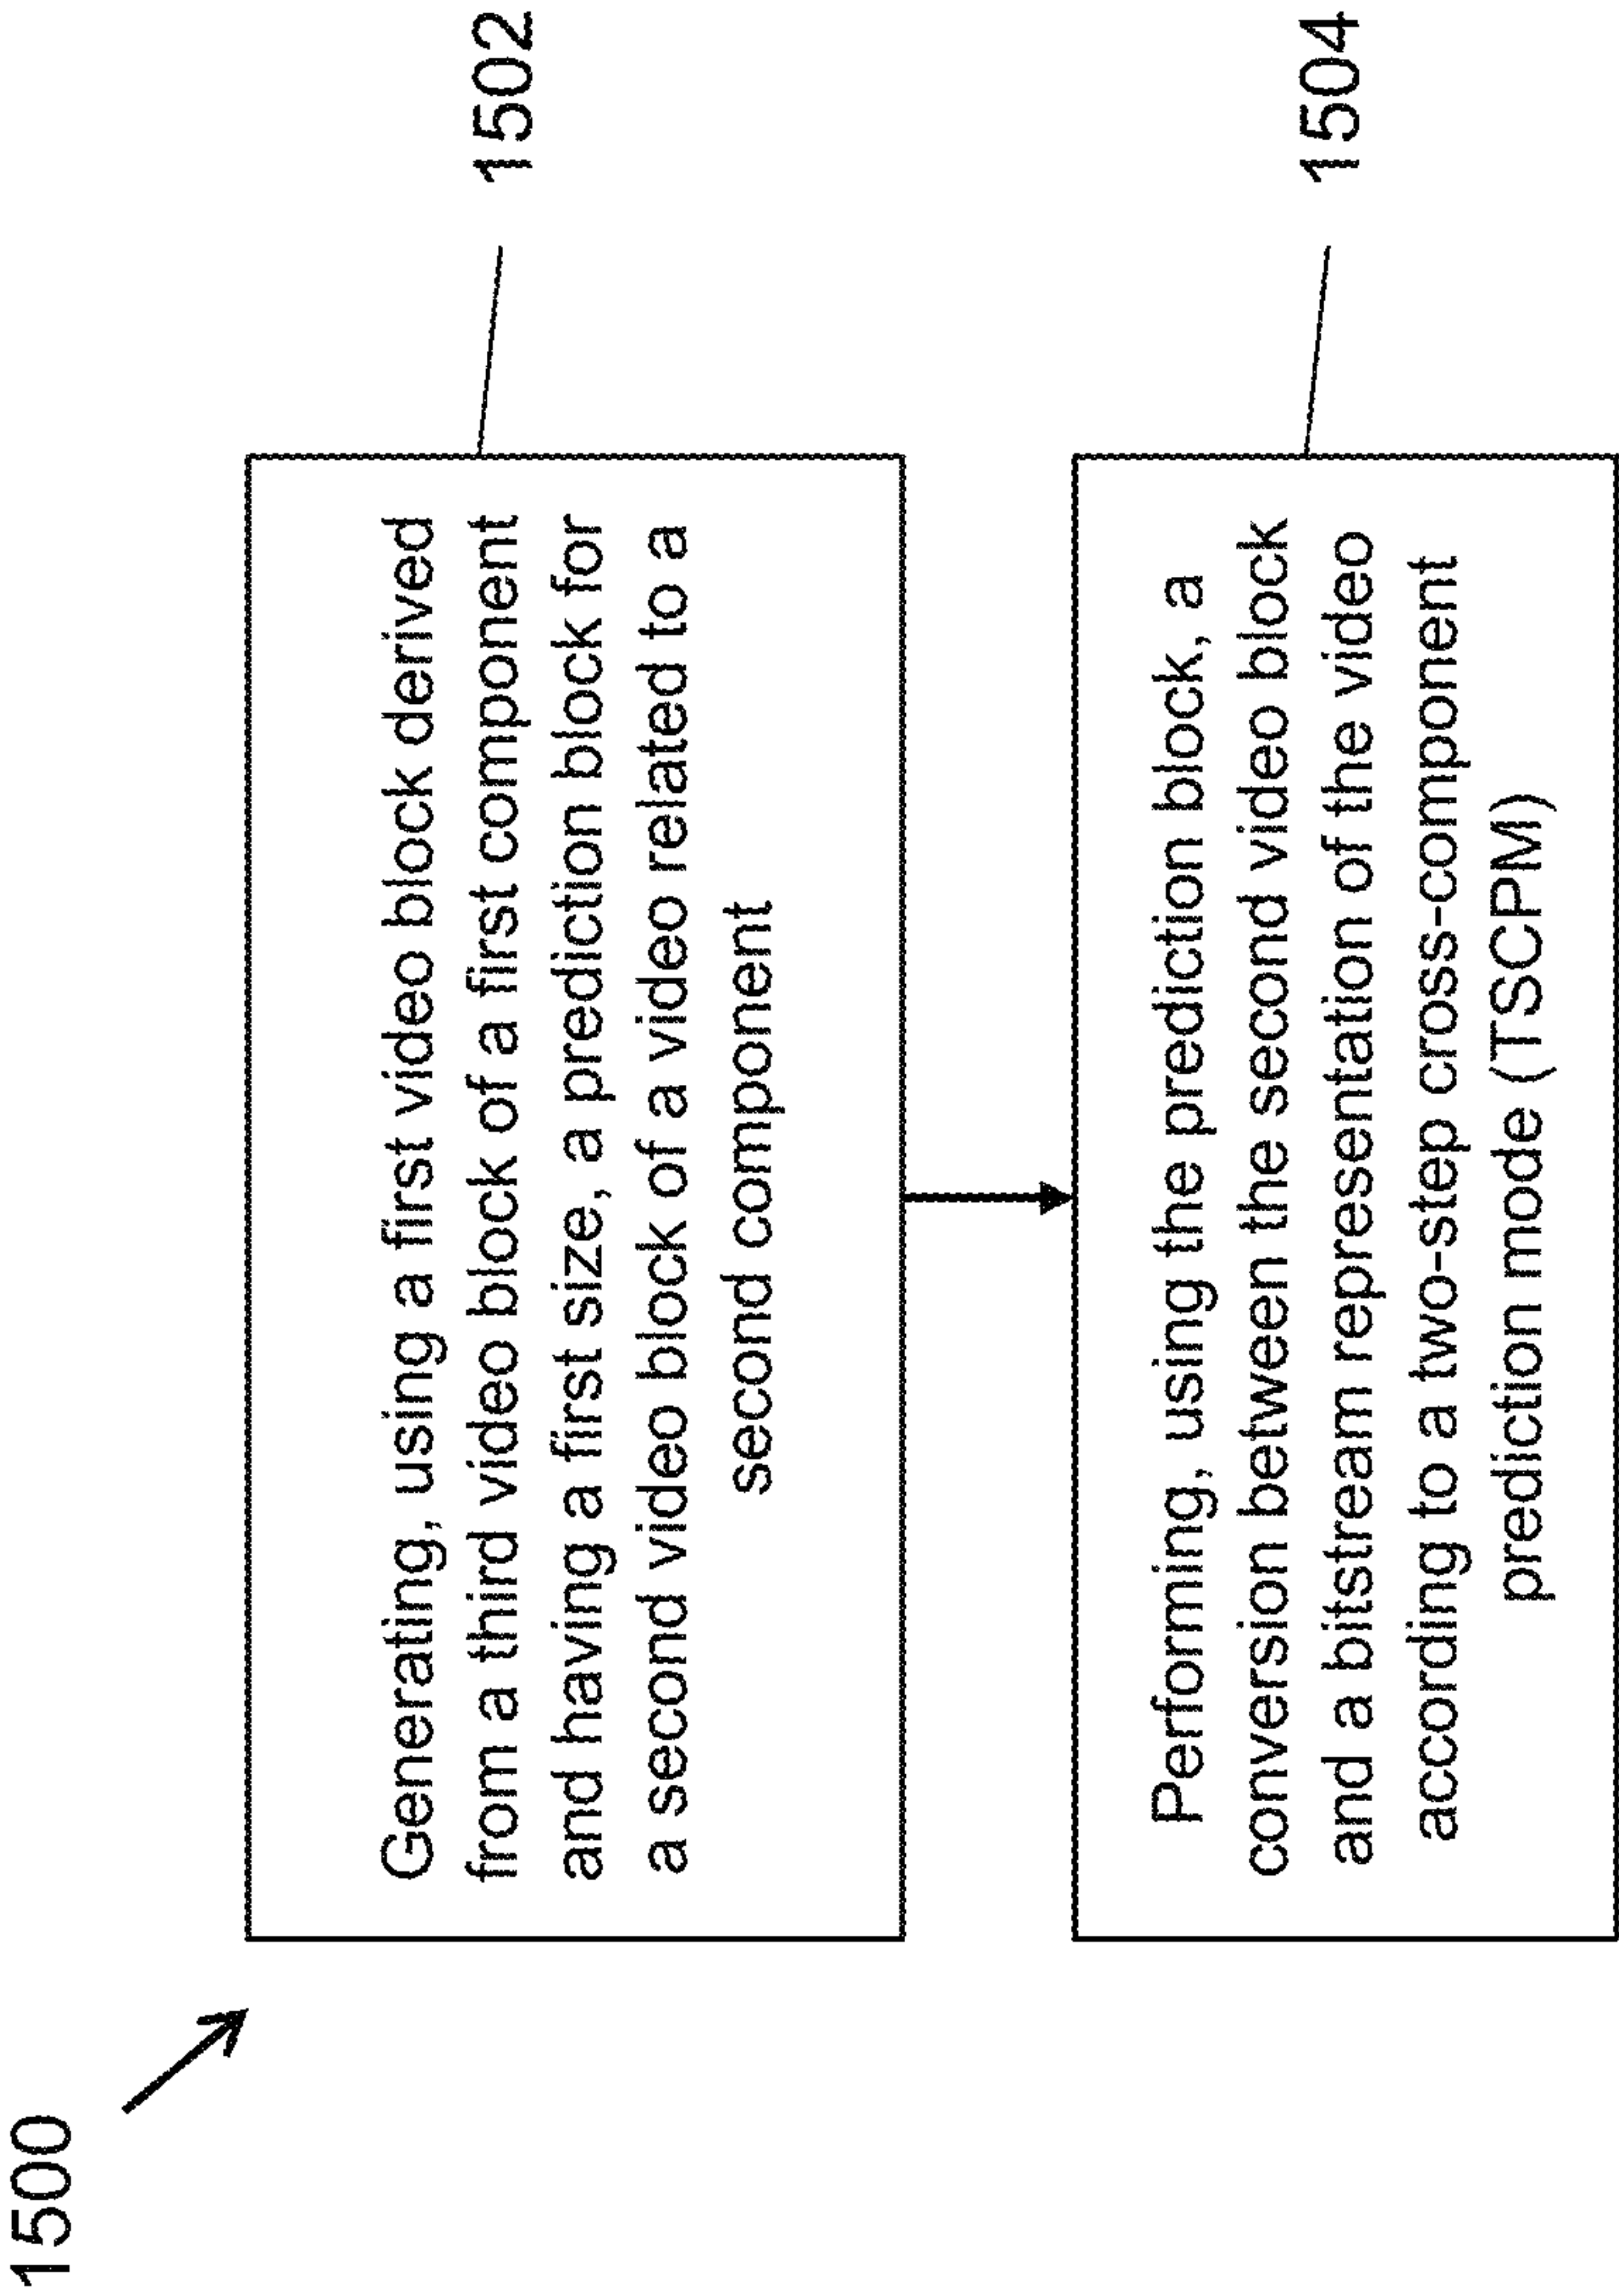 1500
Generating, using a first video block derived
from a third video block of a first component
and having a first size, a prediction block for
a second video block of a video related to a
second component
1502
Performing, using the prediction block, a
conversion between the second video block
and a bitstream representation of the video
according to a two-step cross-component
prediction mode (TSCPM)
1504